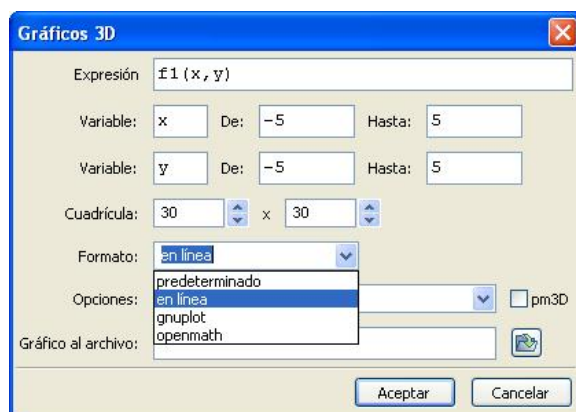 Gráficos 3D
Expresión f1(x,y)
Variable: x De: -5 Hasta: 5
Variable: y De: -5 Hasta: 5
Cuadrícula: 30 x 30
Formato: en línea
predeterminado
Opciones: en línea pm3D
gnuplot
openmath
Gráfico al archivo:
Aceptar Cancelar